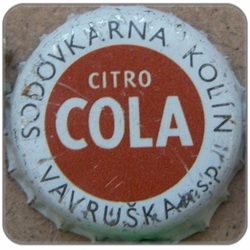 SODOVKÁRNA KOLÍN
CITRO
COLA
VAVRUŠKA s.p.